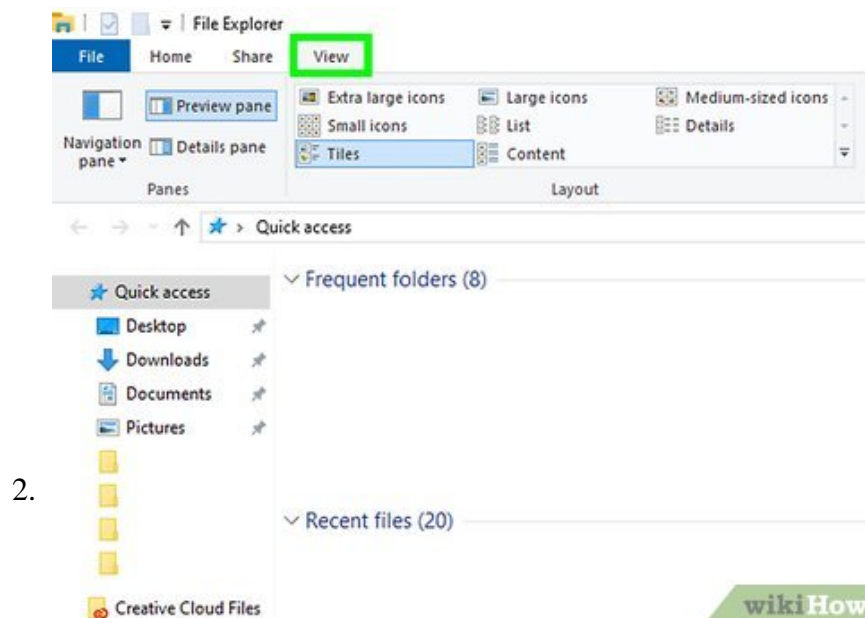 File Explorer
File Home Share View
Preview pane
Navigation pane
Details pane
Panes
Extra large icons Large icons Medium-sized icons
Small icons List Details
Tiles Content
Layout
Quick access
Quick access
Desktop
Downloads
Documents
Pictures
Creative Cloud Files
Frequent folders (8)
Recent files (20)
2.
wikiHow